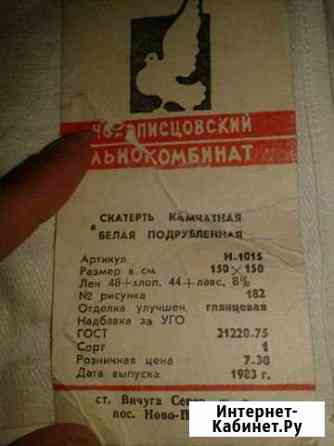 ПИСЦОВСКИЙ
ЛЬНОКОМБИНАТ
СКАТЕРТЬ КАМЧАТНАЯ
БЕЛАЯ ПОДРУБЛЕННАЯ
Артикул И-1015
Размер в см 150×150
Лен 48+хлоп. 44+лавс. 8%
№ рисунка 182
Отделка улучшен. глянцевая
Надбавка за УГО
ГОСТ 21220.75
Сорт 1
Розничная цена 7-30
Дата выпуска 1983 г.
ст. Вичуга
пос.
Интернет-
Кабинет.Ру